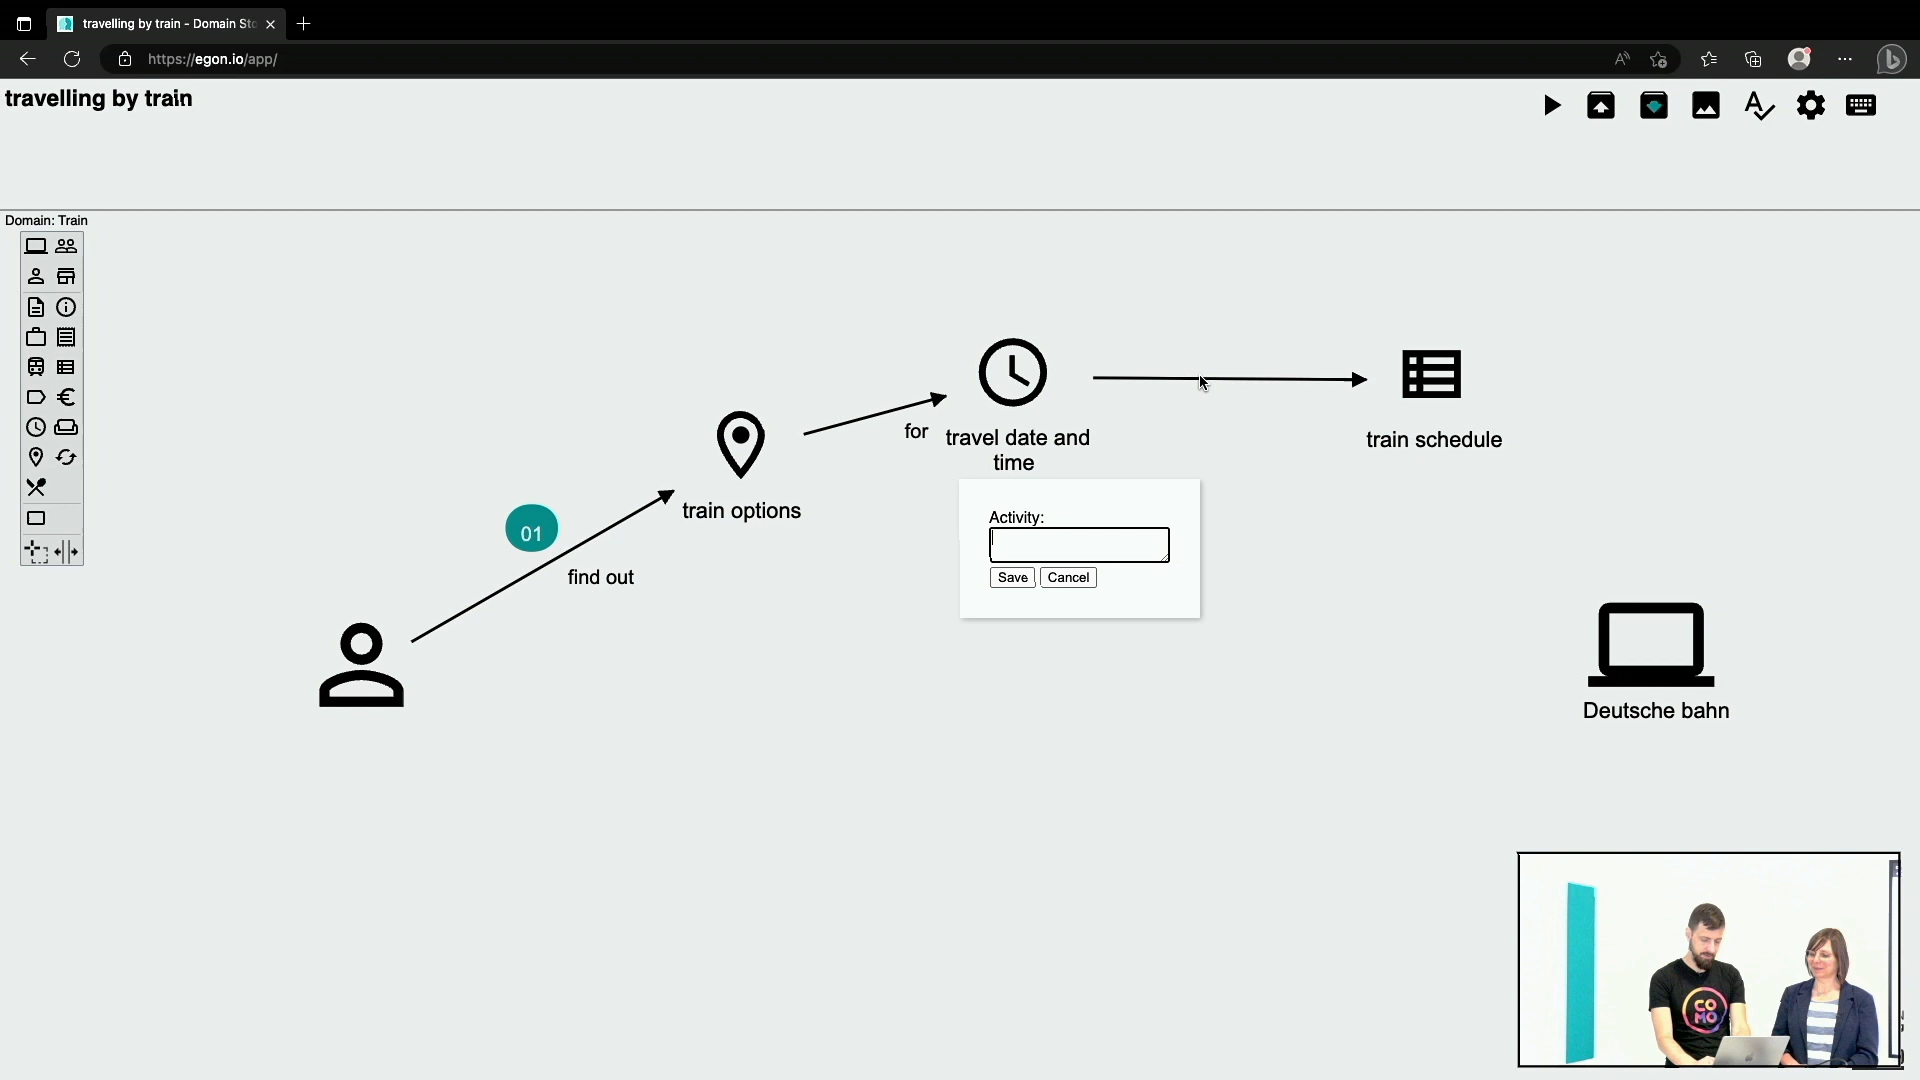 travelling by train - Domain Sto
https://egon.io/app/
travelling by train
Domain: Train
for
travel date and
time
train schedule
train options
01
find out
Activity:
Save
Cancel
Deutsche bahn
CO
MO